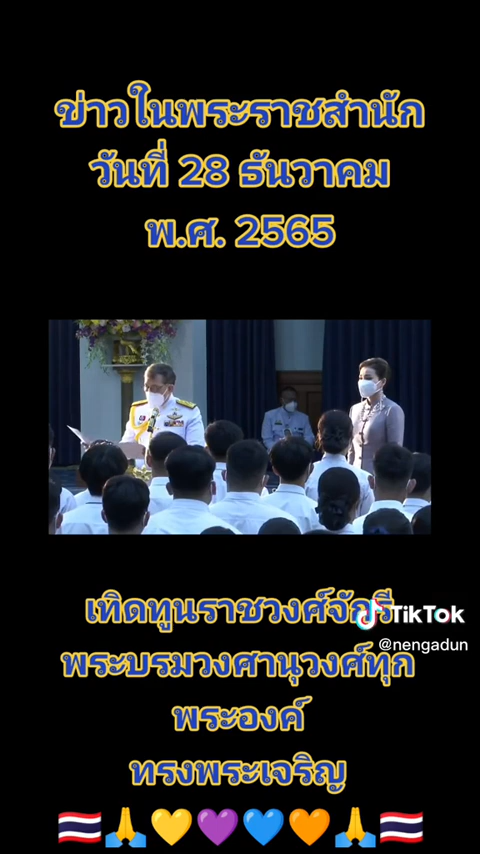 ข่าวในพระราชสำนัก
วันที่ 28 ธันวาคม
พ.ศ. 2565
เทิดทูนราชวงศ์จักรี
TikTok
@nengadun
พระบรมวงศานุวงศ์ทุก
พระองค์
ทรงพระเจริญ